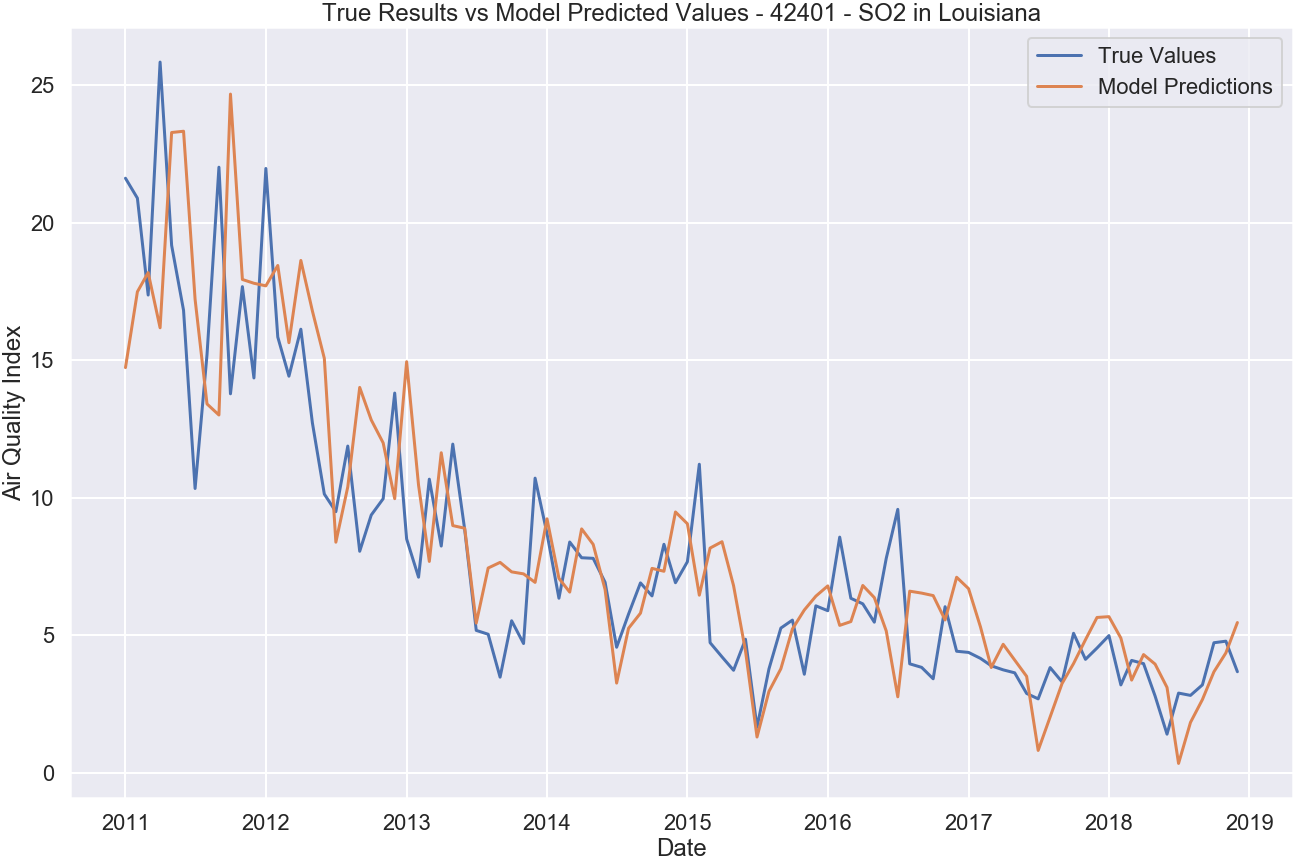 True Results vs Model Predicted Values - 42401 - SO2 in Louisiana
True Values
Model Predictions
Air Quality Index
25
20
15
10
5
0
2011 2012 2013 2014 2015 2016 2017 2018 2019
Date